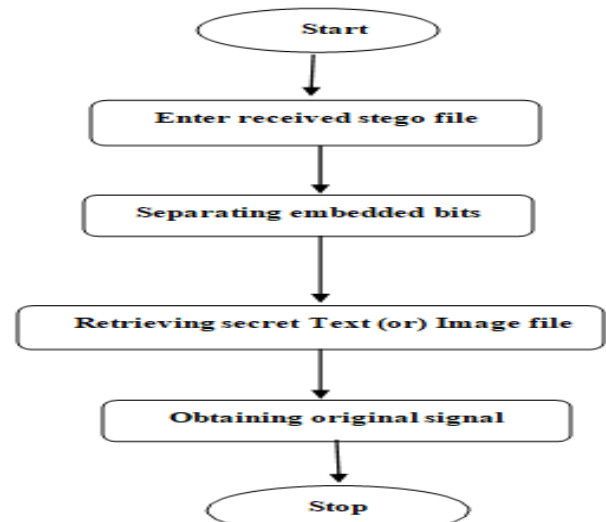 Start
Enter received stego file
Separating embedded bits
Retrieving secret Text (or) Image file
Obtaining original signal
Stop